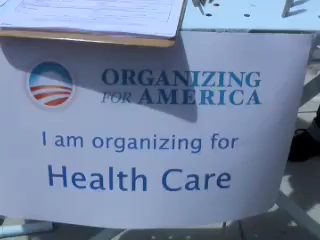 ORGANIZING
FOR AMERICA
I am organizing for
Health Care